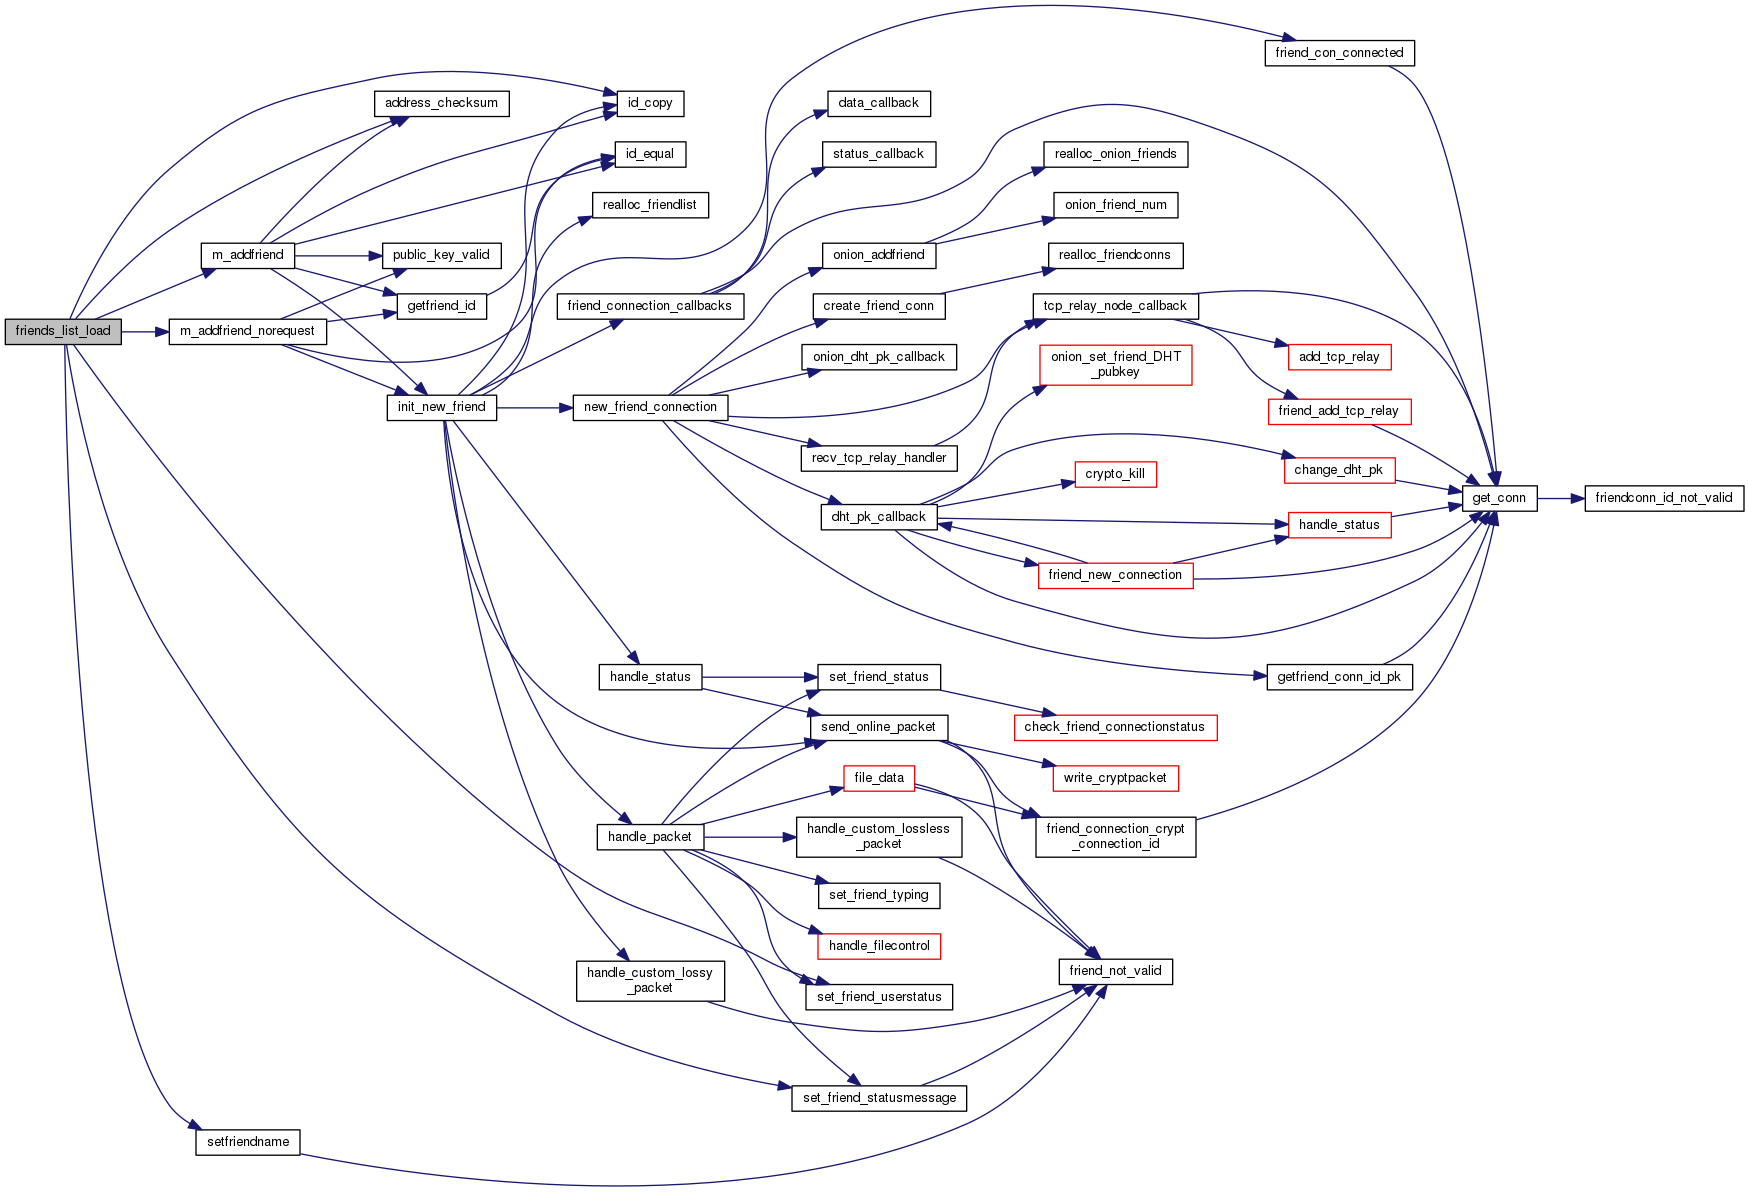 friends_list_load
address_checksum
m_addfriend
public_key_valid
getfriend_id
m_addfriend_norequest
init_new_friend
setfriendname
id_copy
id_equal
realloc_friendlist
friend_connection_callbacks
new_friend_connection
handle_status
handle_packet
handle_custom_lossy
_packet
data_callback
status_callback
onion_addfriend
create_friend_conn
onion_dht_pk_callback
recv_tcp_relay_handler
dht_pk_callback
set_friend_status
send_online_packet
file_data
handle_custom_lossless
_packet
set_friend_typing
handle_filecontrol
set_friend_userstatus
set_friend_statusmessage
realloc_onion_friends
onion_friend_num
realloc_friendconns
tcp_relay_node_callback
onion_set_friend_DHT
_pubkey
crypto_kill
friend_new_connection
check_friend_connectionstatus
write_cryptpacket
friend_connection_crypt
_connection_id
friend_not_valid
friend_con_connected
add_tcp_relay
friend_add_tcp_relay
change_dht_pk
handle_status
getfriend_conn_id_pk
get_conn
friendconn_id_not_valid